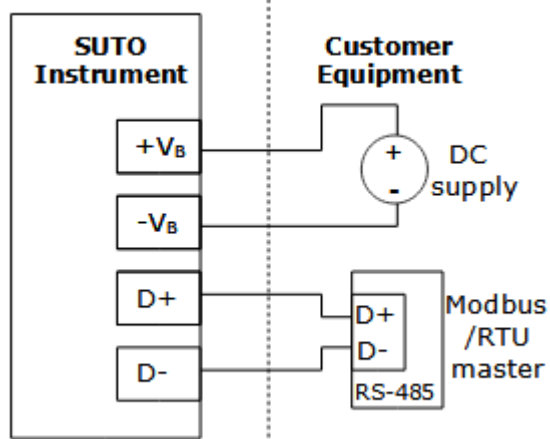 SUTO
Instrument
Customer
Equipment
+VB
-VB
D+
D-
+
-
DC
supply
D+
D-
RS-485
Modbus
/RTU
master